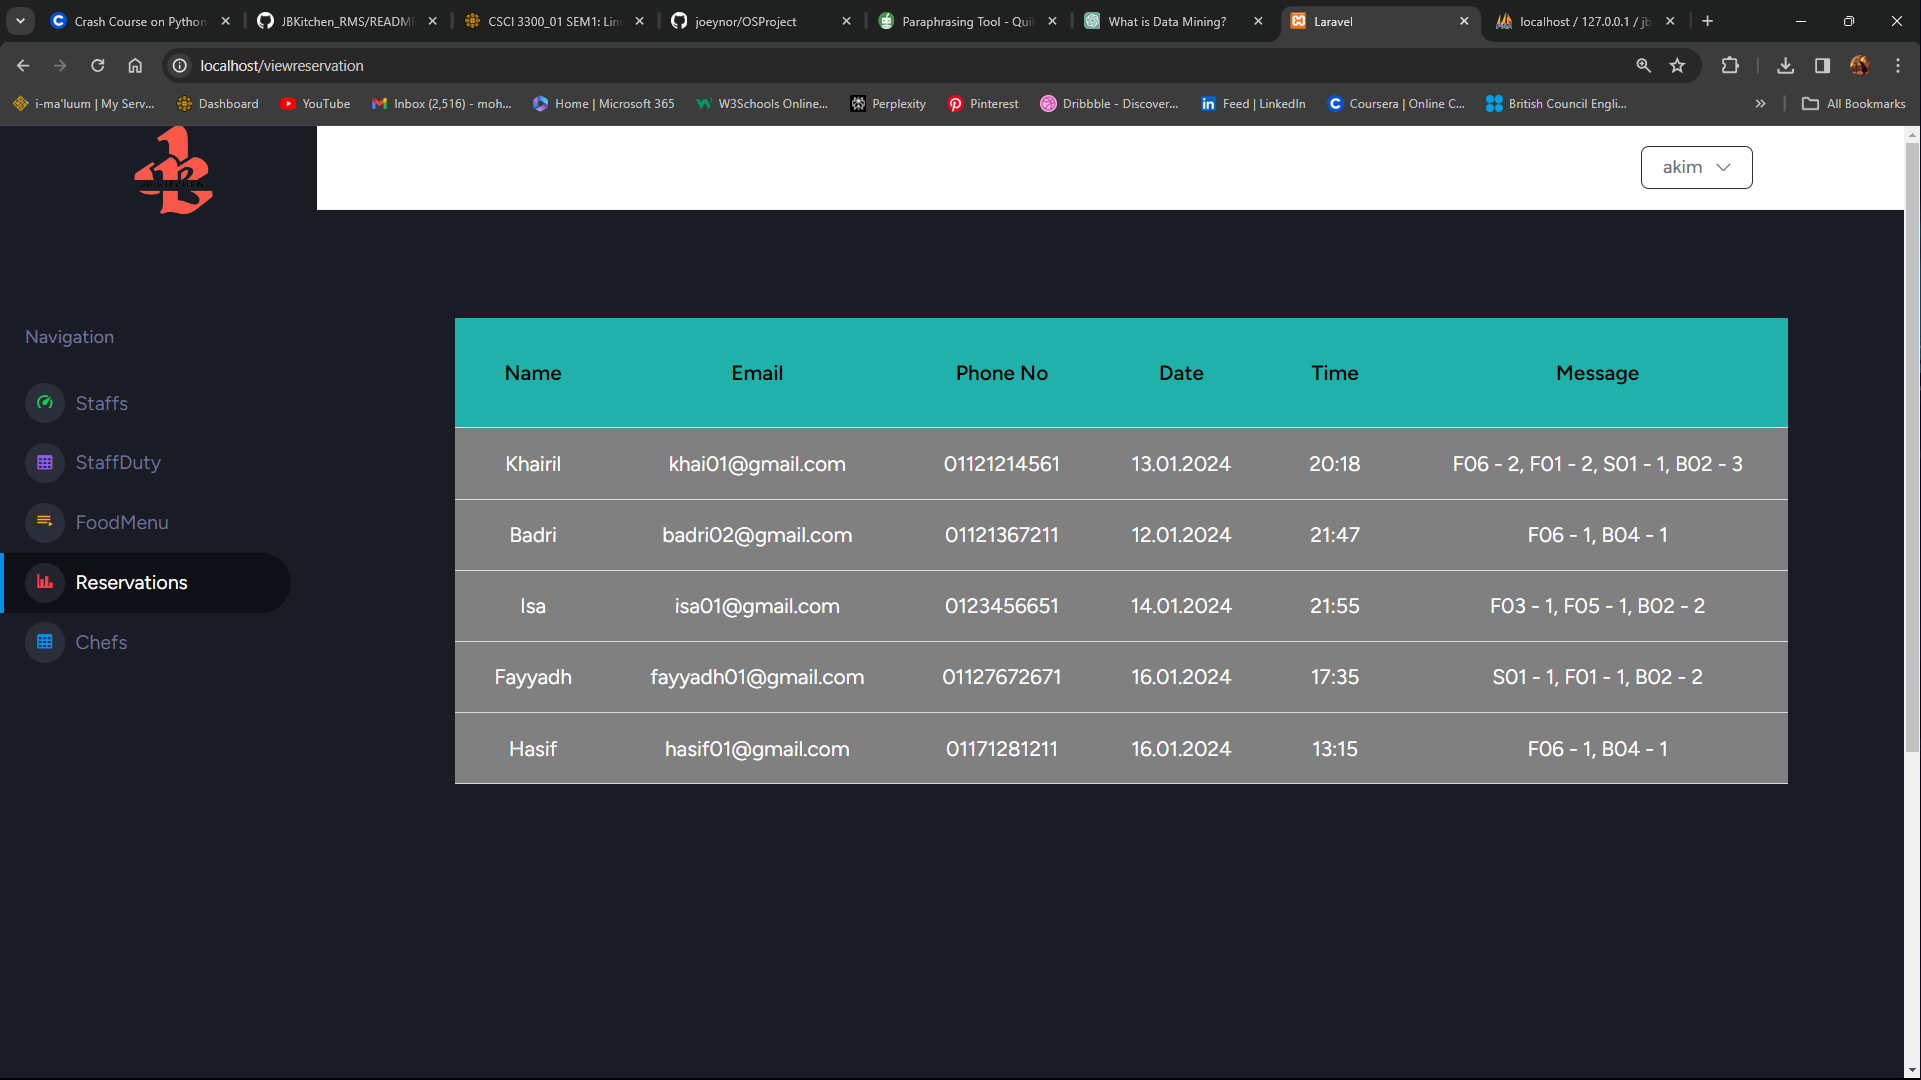 Crash Course on Python
JBKitchen_RMS/READM
CSCI 3300_01 SEM1: Lin
joeynor/OSProject
Paraphrasing Tool - Qui
What is Data Mining?
Laravel
localhost / 127.0.0.1 / jb
localhost/viewreservation
i-ma'luum | My Serv...
Dashboard
YouTube
Inbox (2,516) - moh...
Home | Microsoft 365
W3Schools Online...
Perplexity
Pinterest
Dribbble - Discover...
Feed | LinkedIn
Coursera | Online C...
British Council Engli...
All Bookmarks
JB KITCHEN
akim
Navigation
Staffs
StaffDuty
FoodMenu
Reservations
Chefs
Name Email Phone No Date Time Message
Khairil khai01@gmail.com 01121214561 13.01.2024 20:18 F06 - 2, F01 - 2, S01 - 1, B02 - 3
Badri badri02@gmail.com 01121367211 12.01.2024 21:47 F06 - 1, B04 - 1
Isa isa01@gmail.com 0123456651 14.01.2024 21:55 F03 - 1, F05 - 1, B02 - 2
Fayyadh fayyadh01@gmail.com 01127672671 16.01.2024 17:35 S01 - 1, F01 - 1, B02 - 2
Hasif hasif01@gmail.com 01171281211 16.01.2024 13:15 F06 - 1, B04 - 1